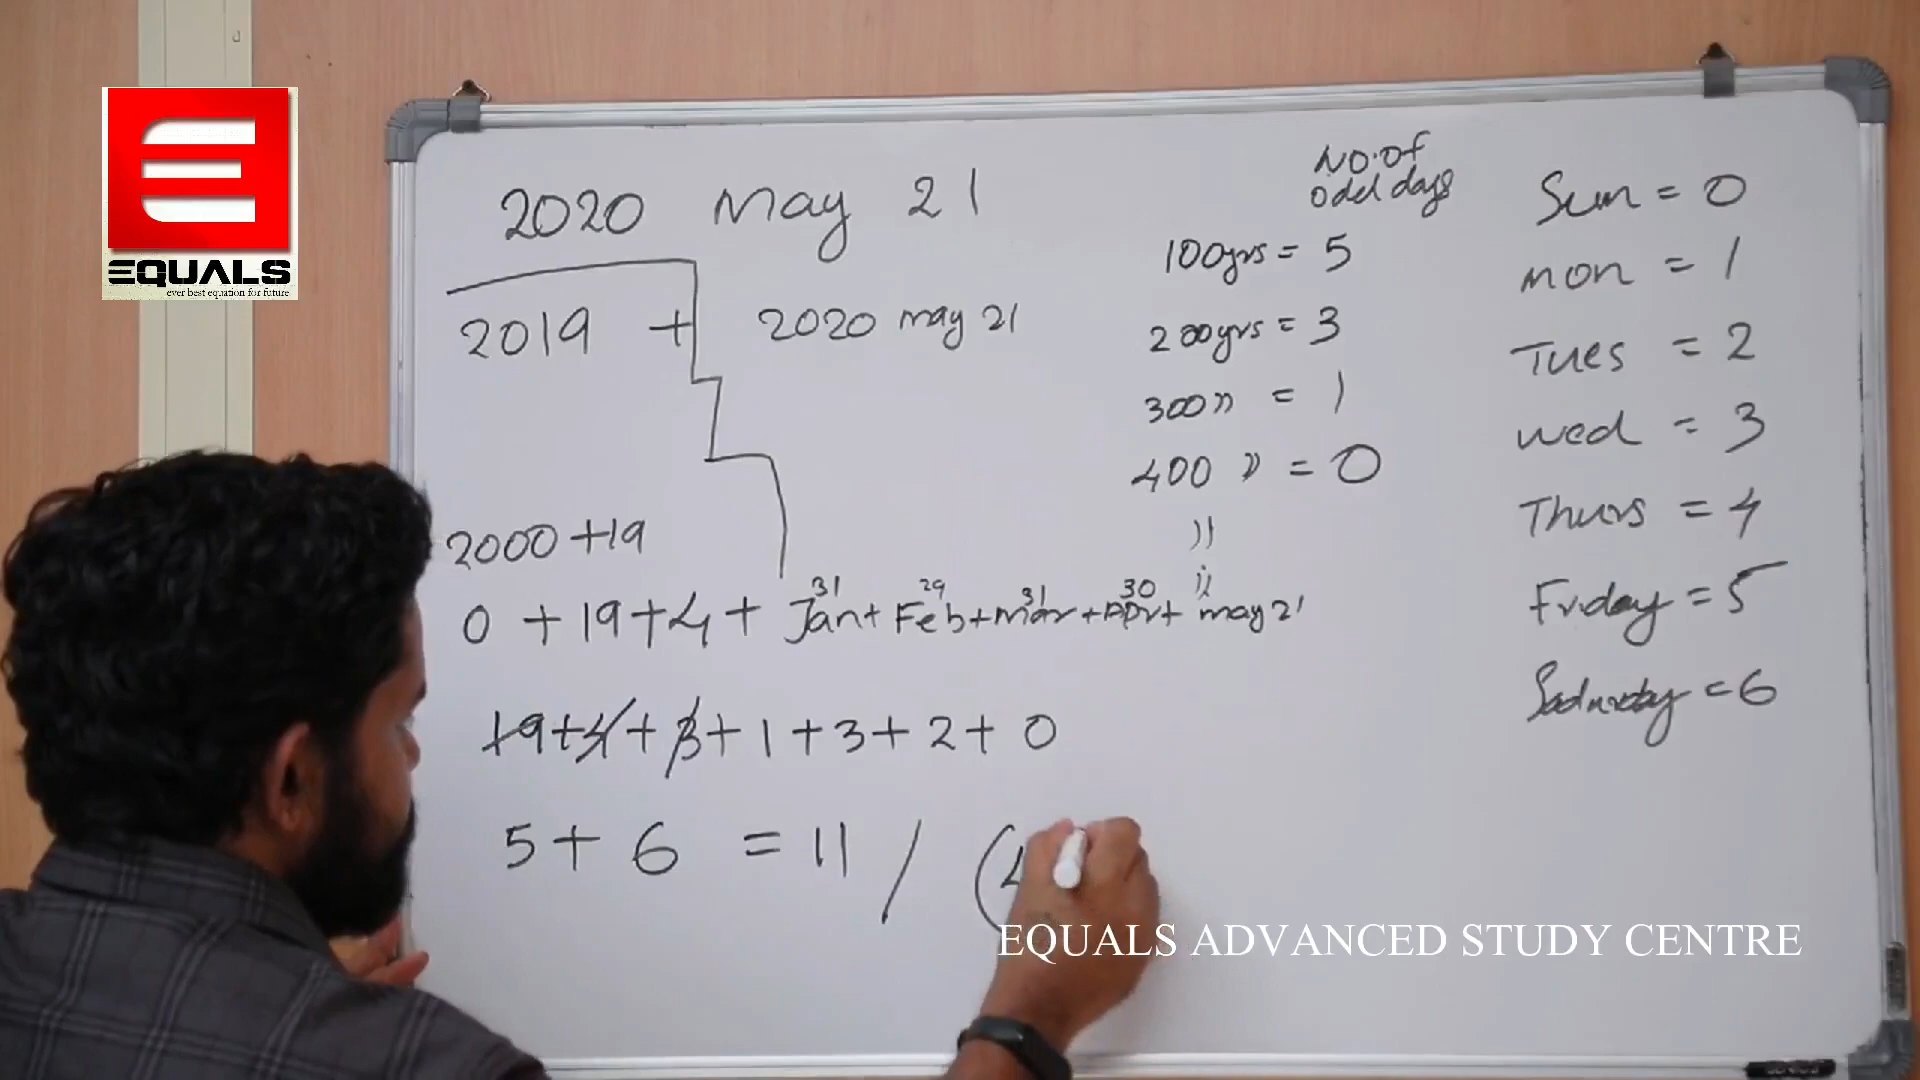 EQUALS
ever best equation for future
2020 May 21
2019 + 2020 may 21
2000 + 19
31 29 31 30
0 + 19 + 4 + Jan + Feb + Mar + Apr + may 21
19 + 4 + 3 + 1 + 3 + 2 + 0
5 + 6 = 11 / (4
No. of
odd days
100yrs = 5
200yrs = 3
300 " = 1
400 " = 0
"
"
Sun = 0
Mon = 1
Tues = 2
Wed = 3
Thurs = 4
Friday = 5
Saturday = 6
EQUALS ADVANCED STUDY CENTRE